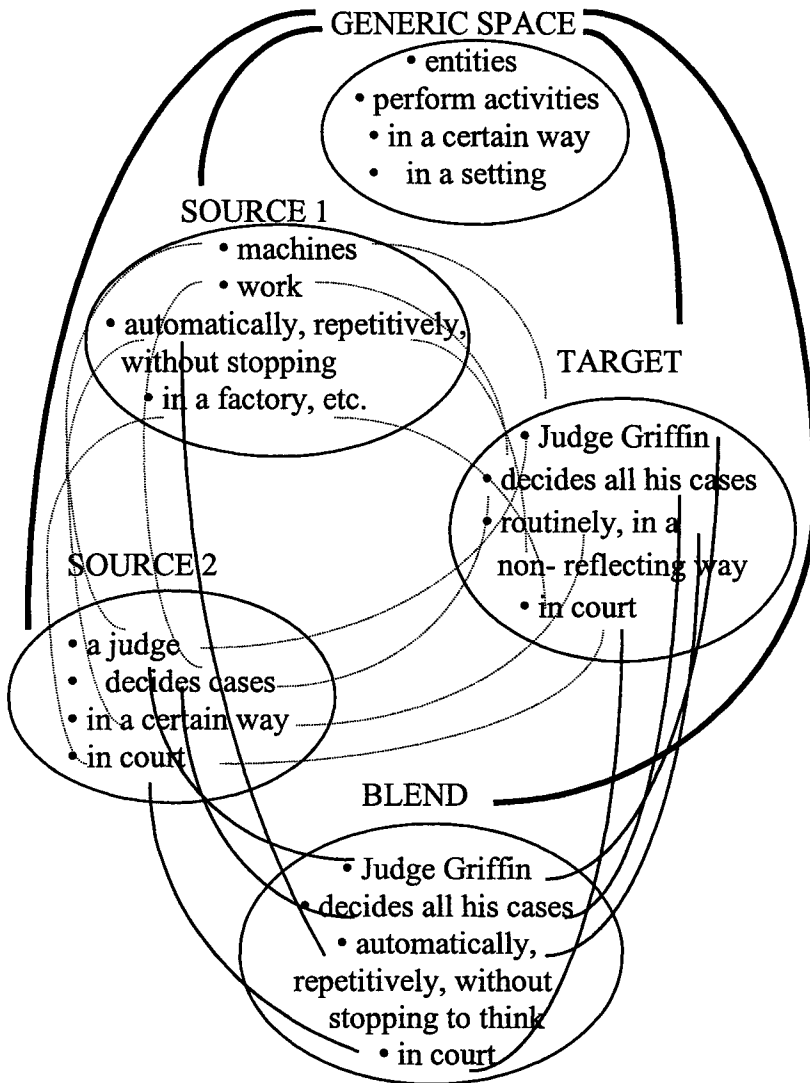 GENERIC SPACE
• entities
• perform activities
• in a certain way
• in a setting
SOURCE 1
• machines
• work
• automatically, repetitively,
without stopping
• in a factory, etc.
TARGET
• Judge Griffin
• decides all his cases
• routinely, in a
non- reflecting way
• in court
SOURCE 2
• a judge
• decides cases
• in a certain way
• in court
BLEND
• Judge Griffin
• decides all his cases
• automatically,
repetitively, without
stopping to think
• in court